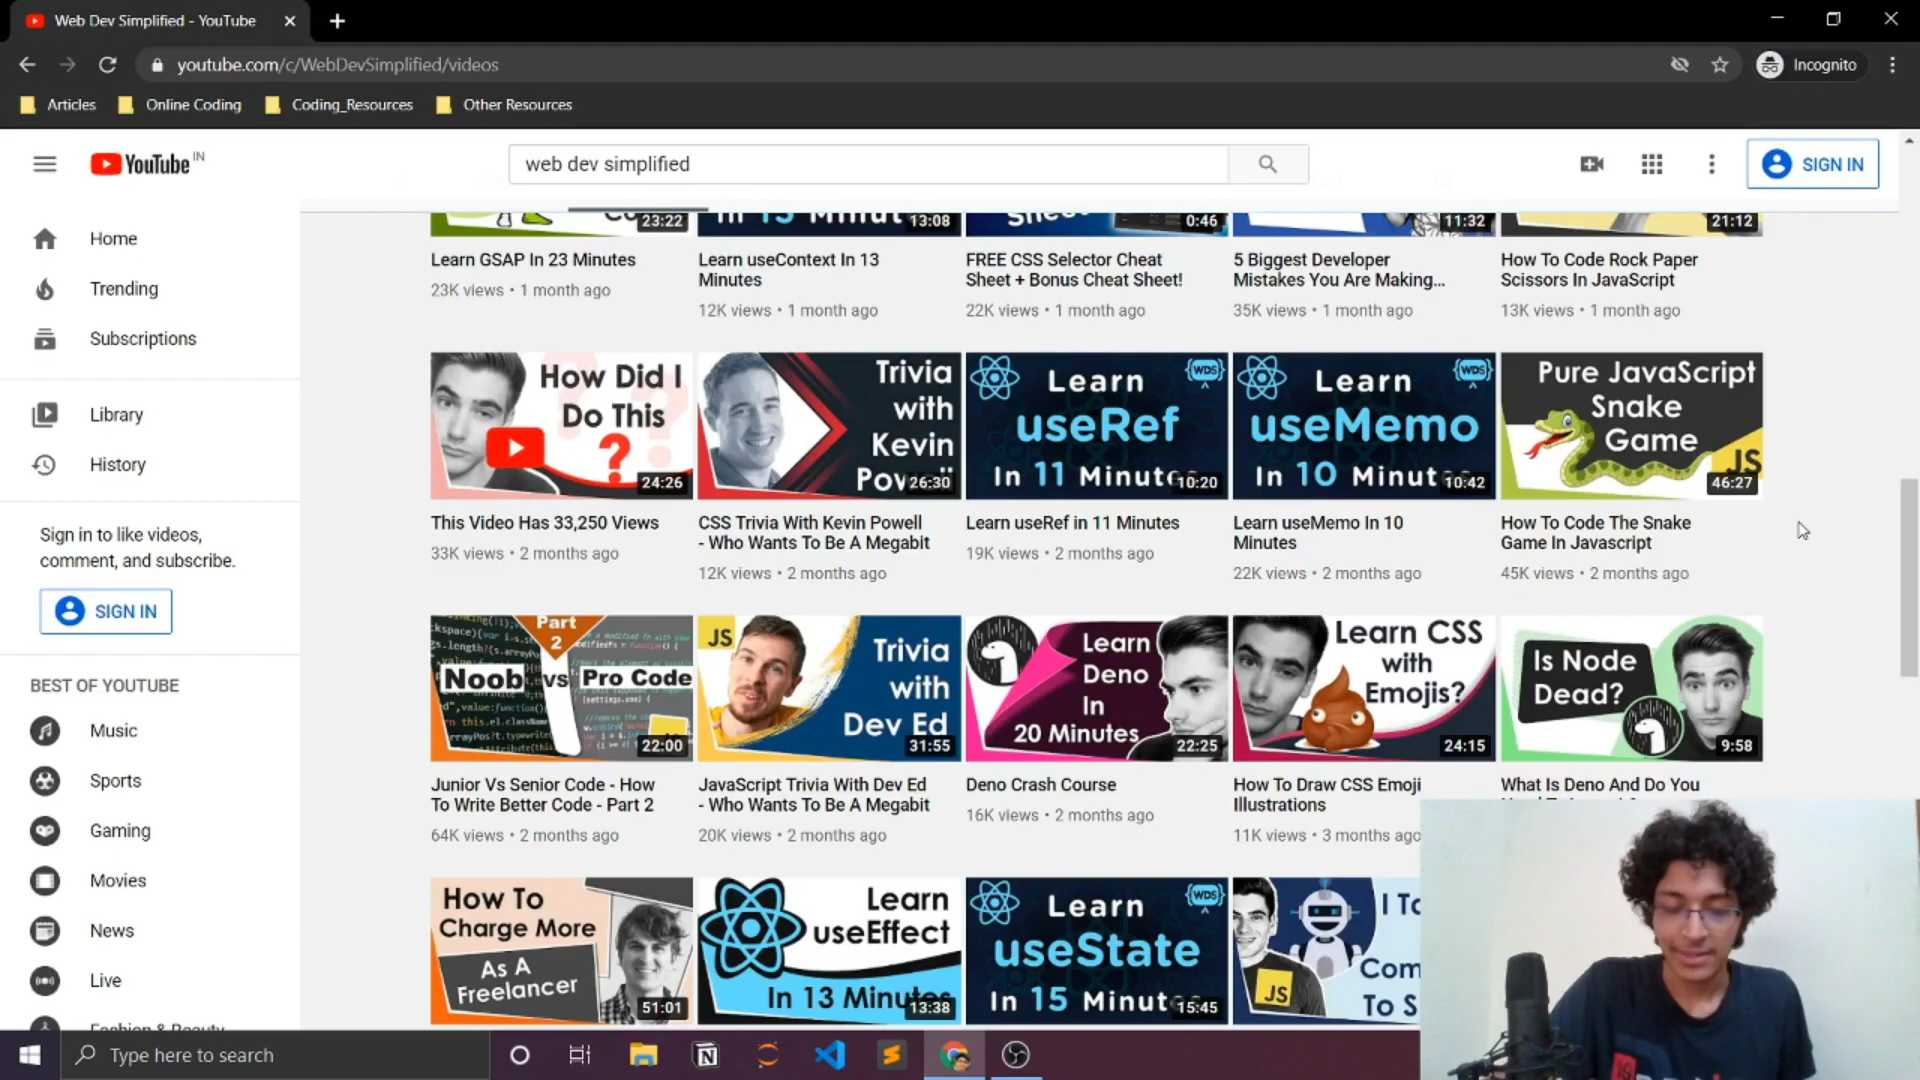 Web Dev Simplified - YouTube
youtube.com/c/WebDevSimplified/videos
Incognito
Articles
Online Coding
Coding_Resources
Other Resources
YouTube IN
web dev simplified
SIGN IN
Home
Trending
Subscriptions
Library
History
Sign in to like videos,
comment, and subscribe.
SIGN IN
BEST OF YOUTUBE
Music
Sports
Gaming
Movies
News
Live
Fashion & Beauty
23:22
13:08
0:46
11:32
21:12
Learn GSAP In 23 Minutes
23K views • 1 month ago
Learn useContext In 13
Minutes
12K views • 1 month ago
FREE CSS Selector Cheat
Sheet + Bonus Cheat Sheet!
22K views • 1 month ago
5 Biggest Developer
Mistakes You Are Making...
35K views • 1 month ago
How To Code Rock Paper
Scissors In JavaScript
13K views • 1 month ago
How Did I
Do This
?
24:26
Trivia
with
Kevin
26:30
Learn
useRef
In 11 Minutes
WDS
10:20
Learn
useMemo
In 10 Minut
WDS
10:42
Pure JavaScript
Snake
Game
JS
46:27
This Video Has 33,250 Views
33K views • 2 months ago
CSS Trivia With Kevin Powell
- Who Wants To Be A Megabit
12K views • 2 months ago
Learn useRef in 11 Minutes
19K views • 2 months ago
Learn useMemo In 10
Minutes
22K views • 2 months ago
How To Code The Snake
Game In Javascript
45K views • 2 months ago
Part
2
Noob vs Pro Code
22:00
JS
Trivia
with
Dev Ed
31:55
Learn
Deno
In
20 Minutes
22:25
Learn CSS
with
Emojis?
24:15
Is Node
Dead?
9:58
Junior Vs Senior Code - How
To Write Better Code - Part 2
64K views • 2 months ago
JavaScript Trivia With Dev Ed
- Who Wants To Be A Megabit
20K views • 2 months ago
Deno Crash Course
16K views • 2 months ago
How To Draw CSS Emoji
Illustrations
11K views • 3 months ago
What Is Deno And Do You
How To
Charge More
As A
Freelancer
51:01
Learn
useEffect
In 13 Minutes
13:38
Learn
useState
In 15 Minut
WDS
15:45
JS
Com
To S
Type here to search